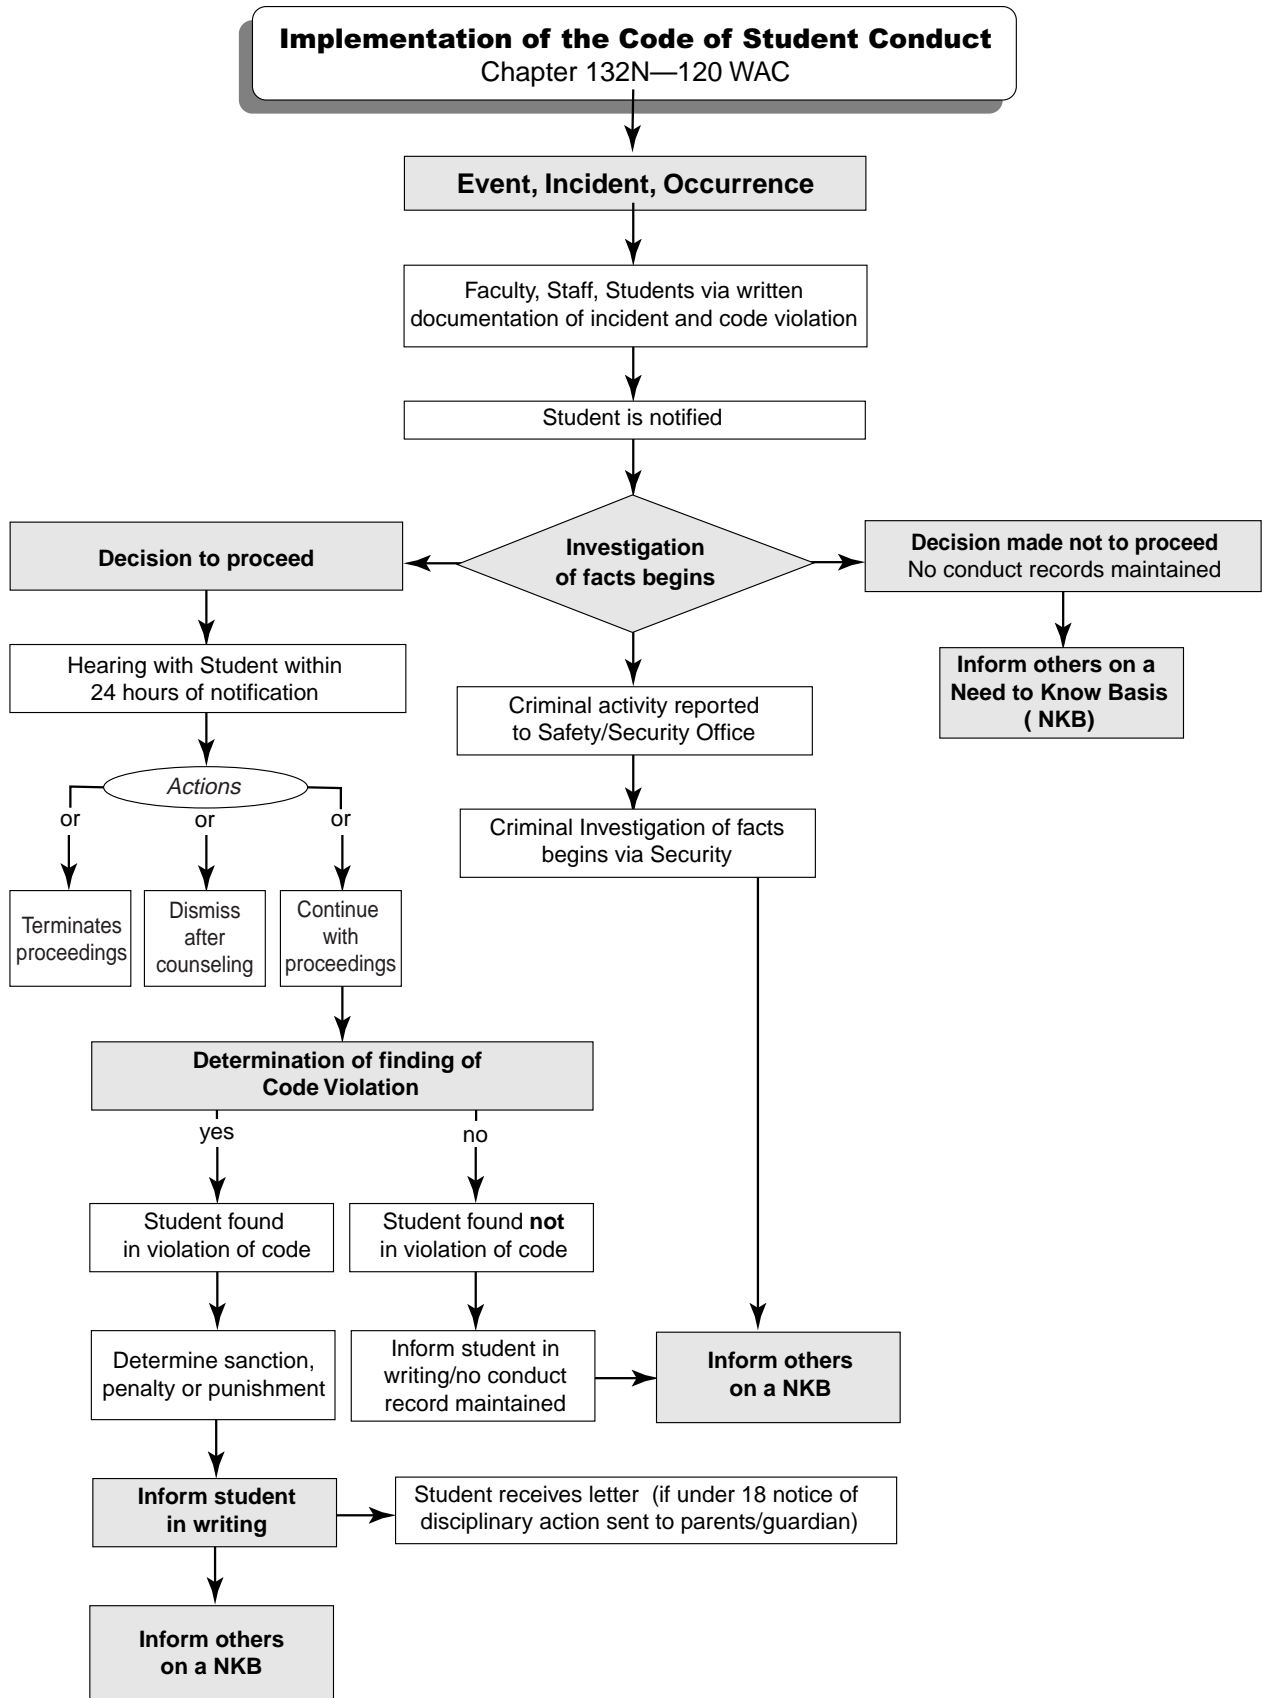 Implementation of the Code of Student Conduct
Chapter 132N—120 WAC
Event, Incident, Occurrence
Faculty, Staff, Students via written
documentation of incident and code violation
Student is notified
Investigation
of facts begins
Decision to proceed
Decision made not to proceed
No conduct records maintained
Hearing with Student within
24 hours of notification
Criminal activity reported
to Safety/Security Office
Inform others on a
Need to Know Basis
( NKB)
Actions
or
or
or
Criminal Investigation of facts
begins via Security
Terminates
proceedings
Dismiss
after
counseling
Continue
with
proceedings
Determination of finding of
Code Violation
yes
no
Student found
in violation of code
Student found not
in violation of code
Determine sanction,
penalty or punishment
Inform student in
writing/no conduct
record maintained
Inform others
on a NKB
Inform student
in writing
Student receives letter (if under 18 notice of
disciplinary action sent to parents/guardian)
Inform others
on a NKB